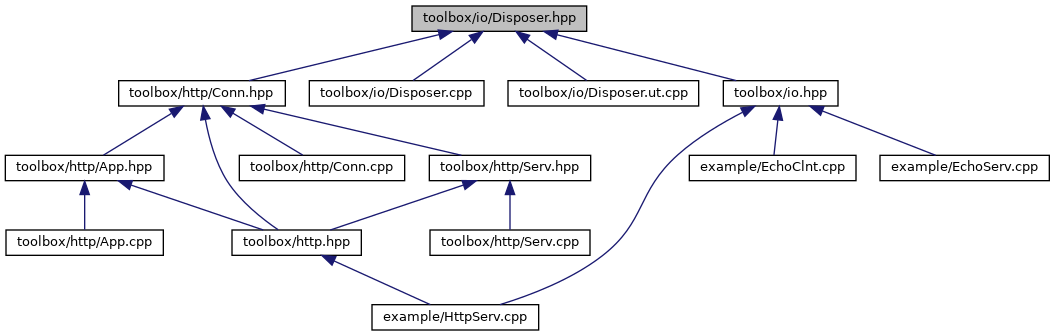 toolbox/io/Disposer.hpp
toolbox/http/Conn.hpp
toolbox/io/Disposer.cpp
toolbox/io/Disposer.ut.cpp
toolbox/io.hpp
toolbox/http/App.hpp
toolbox/http/Conn.cpp
toolbox/http/Serv.hpp
example/EchoClnt.cpp
example/EchoServ.cpp
toolbox/http/App.cpp
toolbox/http.hpp
toolbox/http/Serv.cpp
example/HttpServ.cpp